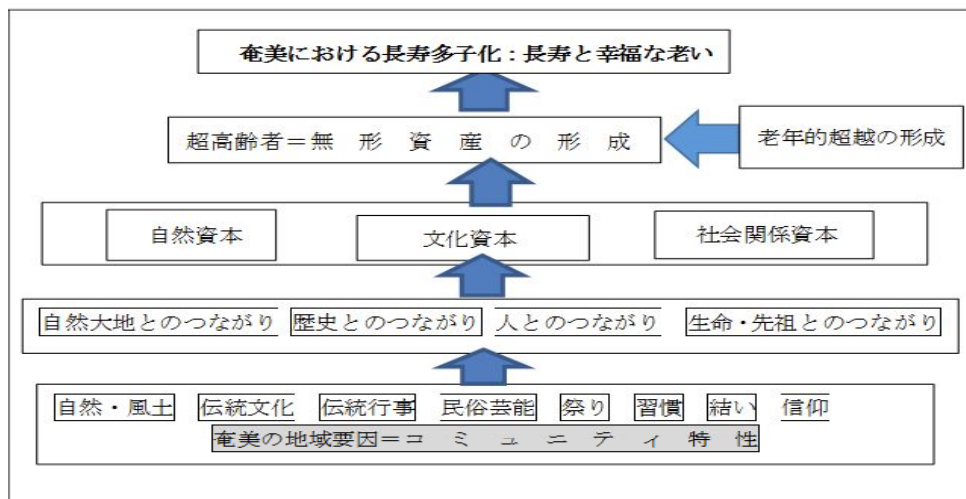 奄美における長寿多子化：長寿と幸福な老い
超高齢者＝無形資産の形成
老年的超越の形成
自然資本 文化資本 社会関係資本
自然大地とのつながり 歴史とのつながり 人とのつながり 生命・先祖とのつながり
自然・風土 伝統文化 伝統行事 民俗芸能 祭り 習慣 結い 信仰
奄美の地域要因＝コミュニティ特性